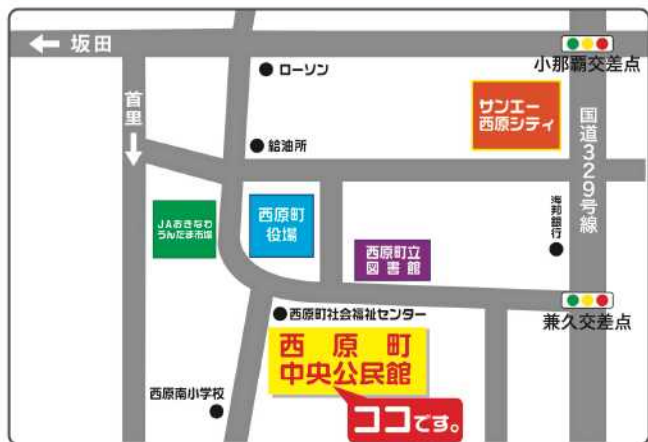 坂田
ローソン
小那覇交差点
首里
サンエー
西原シティ
国道329号線
給油所
JAおきなわ
うんたま市場
西原町
役場
海邦銀行
西原町立
図書館
兼久交差点
西原町社会福祉センター
西原町
中央公民館
西原南小学校
ココです。